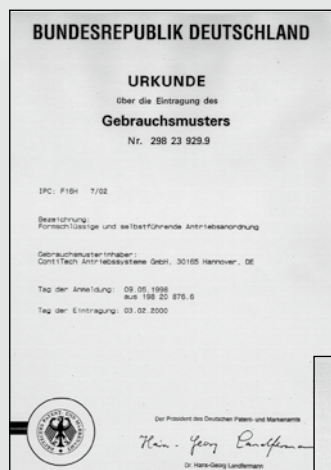 BUNDESREPUBLIK DEUTSCHLAND
URKUNDE
über die Eintragung des
Gebrauchsmusters
Nr. 298 23 929.9
IPC: F16H 7/02
Bezeichnung:
Formschlüssige und selbstführende Antriebsanordnung
Gebrauchsmusterinhaber:
ContiTech Antriebssysteme GmbH, 30165 Hannover, DE
Tag der Anmeldung: 09.05.1998
aus 198 20 876.6
Tag der Eintragung: 03.02.2000
Der Präsident des Deutschen Patent- und Markenamts
Hans-Georg Landfermann
Dr. Hans-Georg Landfermann